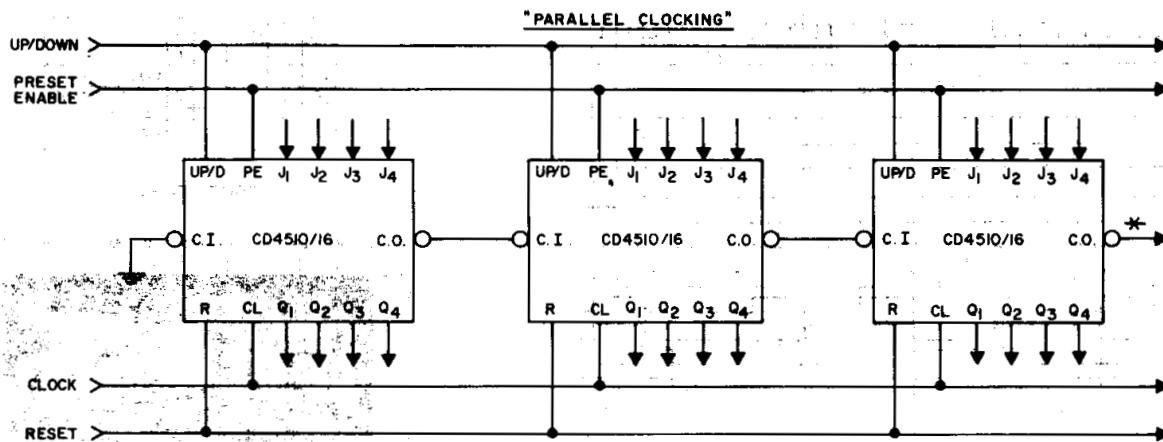 "PARALLEL CLOCKING"
UP/DOWN
PRESET
ENABLE
UP/D PE J1 J2 J3 J4
C.I CD4510/16 C.O.
R CL Q1 Q2 Q3 Q4
UP/D PE J1 J2 J3 J4
C.I CD4510/16 C.O.
R CL Q1 Q2 Q3 Q4
UP/D PE J1 J2 J3 J4
C.I CD4510/16 C.O.
R CL Q1 Q2 Q3 Q4
*
CLOCK
RESET